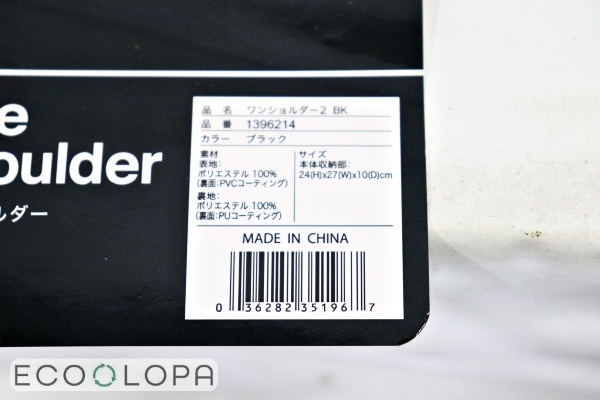 e
oulder
ルダー
品 名 ワンショルダー2 BK
品 番 1396214
カラー ブラック
素材
表地:
ポリエステル 100%
(裏面:PVCコーティング)
裏地:
ポリエステル 100%
(裏面:PUコーティング)
サイズ
本体収納部:
24(H)x27(W)x10(D)cm
MADE IN CHINA
0 36282 35196 7
ECOLOPA